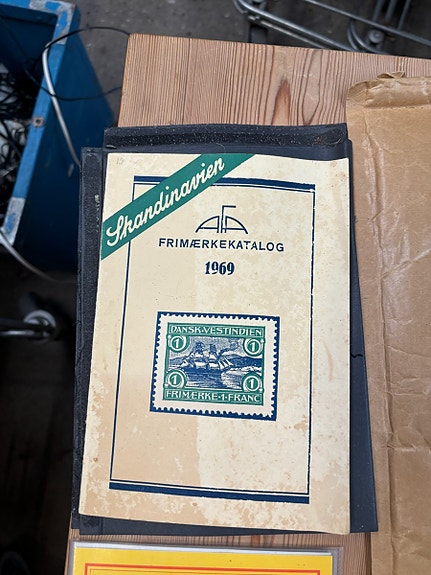 Skandinavien
AFA
FRIMÆRKEKATALOG
1969
DANSK·VESTINDIEN
1 1
1 1
FRIMÆRKE·1·FRANC